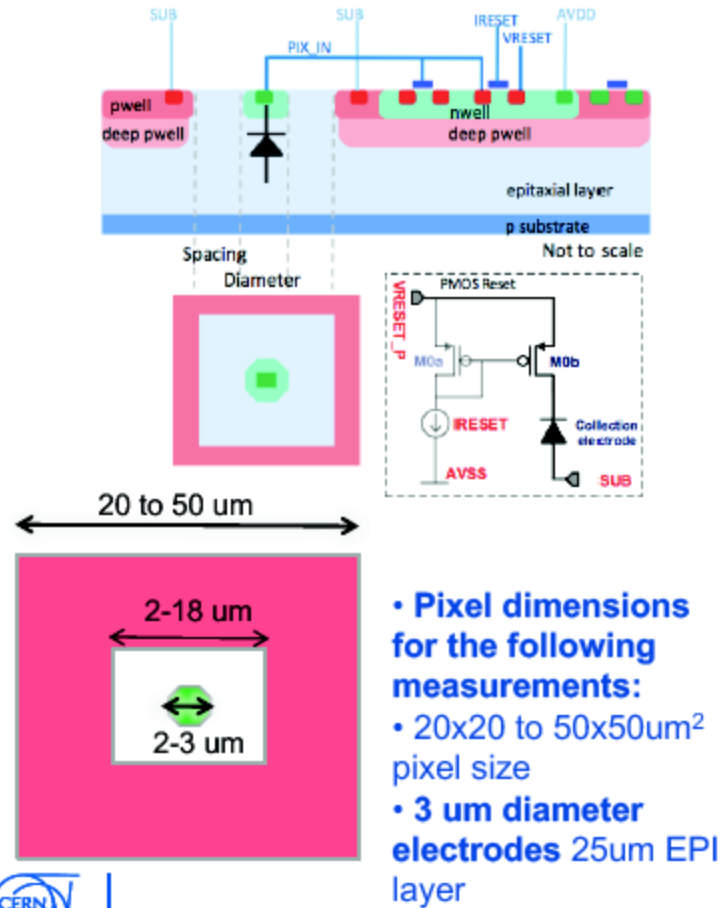 SUB
SUB
IRESET
AVDD
PIX_IN
VRESET
pwell
nwell
deep pwell
deep pwell
epitaxial layer
p substrate
Spacing
Not to scale
Diameter
PMOS Reset
VRESET_P
M0a
M0b
IRESET
Collection
electrode
AVSS
SUB
20 to 50 um
2-18 um
2-3 um
• Pixel dimensions
for the following
measurements:
• 20x20 to 50x50um²
pixel size
• 3 um diameter
electrodes 25um EPI
layer
CERN